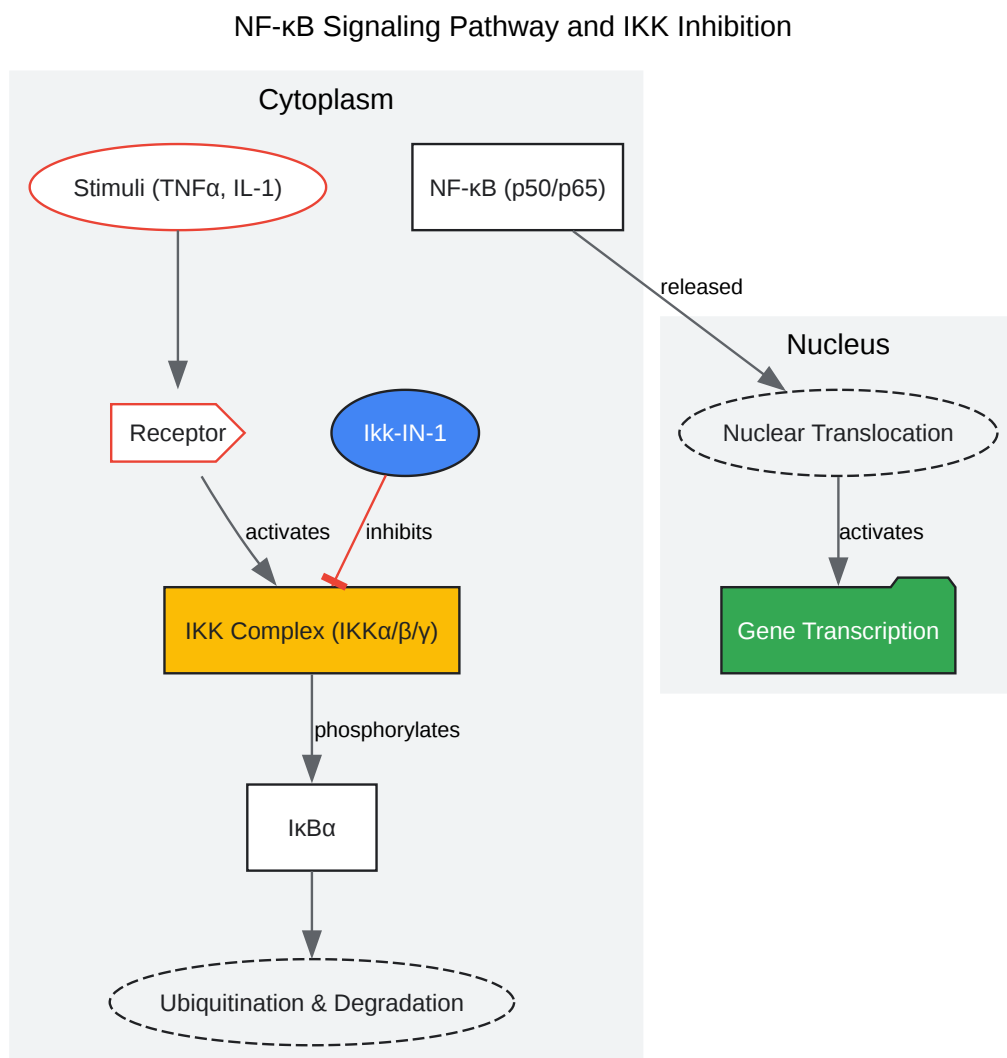 NF-κB Signaling Pathway and IKK Inhibition
Cytoplasm
Stimuli (TNFα, IL-1)
NF-κB (p50/p65)
released
Nucleus
Receptor
Ikk-IN-1
Nuclear Translocation
activates
inhibits
activates
IKK Complex (IKKα/β/γ)
Gene Transcription
phosphorylates
IκBα
Ubiquitination & Degradation